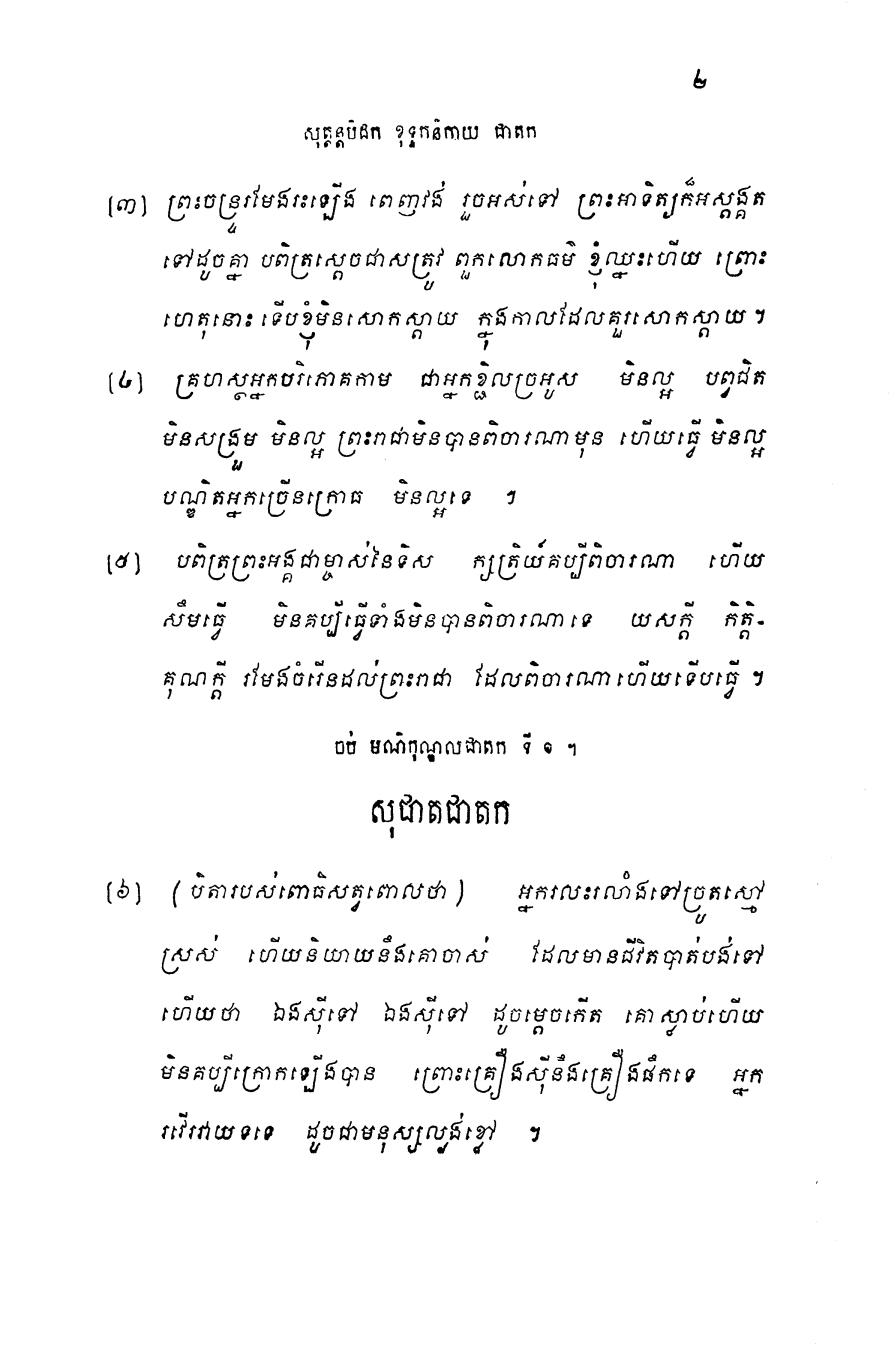 ២
សុត្តន្តបិដក ខុទ្ទកនិកាយ ជាតក
[៣] ព្រះចន្ទ្ររមែងរះឡើង ពេញវង់ រួចអស់ទៅ ព្រះអាទិត្យក៏អស្តង្គត
ទៅដូចគ្នា បពិត្រស្តេចជាសត្រូវ ពួកលោកធម៌ ខ្ញុំឈ្នះហើយ ព្រោះ
ហេតុនោះ ទើបខ្ញុំមិនសោកស្តាយ ក្នុងកាលដែលគួរសោកស្តាយ ។
[៤] គ្រហស្ថអ្នកបរិភោគកាម ជាអ្នកខ្ជិលច្រអូស មិនល្អ បព្វជិត
មិនសង្រួម មិនល្អ ព្រះរាជាមិនបានពិចារណាមុន ហើយធ្វើ មិនល្អ
បណ្ឌិតអ្នកច្រើនក្រោធ មិនល្អទេ ។
[៥] បពិត្រព្រះអង្គជាម្ចាស់នៃទិស ក្សត្រិយ៍គប្បីពិចារណា ហើយ
សឹមធ្វើ មិនគប្បីធ្វើទាំងមិនបានពិចារណាទេ យសក្តី កិត្តិ-
គុណក្តី រមែងចំរើនដល់ព្រះរាជា ដែលពិចារណាហើយទើបធ្វើ ។
ចប់ មណិកុណ្ឌលជាតក ទី ១ ។
សុជាតជាតក
[៦] (បិតារបស់ពោធិសត្វពោលថា) អ្នករលះរលាំងទៅច្រូតស្មៅ
ស្រស់ ហើយនិយាយនឹងគោចាស់ ដែលមានជីវិតបាត់បង់ទៅ
ហើយថា ឯងស៊ីទៅ ឯងស៊ីទៅ ដូចម្តេចកើត គោស្លាប់ហើយ
មិនគប្បីក្រោកឡើងបាន ព្រោះគ្រឿងស៊ីនឹងគ្រឿងផឹកទេ អ្នក
រវើរវាយទទេ ដូចជាមនុស្សល្ងង់ខ្លៅ ។